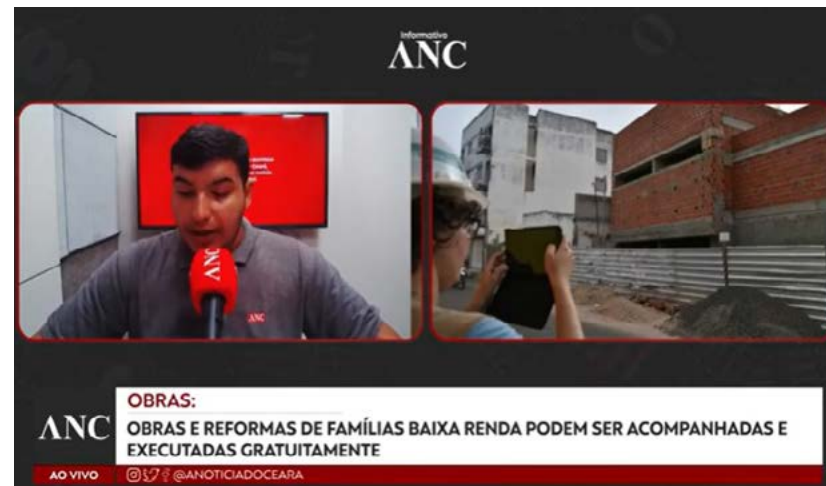 Informativo
ANC
ANC
ANC
OBRAS:
ANC
OBRAS E REFORMAS DE FAMÍLIAS BAIXA RENDA PODEM SER ACOMPANHADAS E
EXECUTADAS GRATUITAMENTE
AO VIVO
@ANOTICIADOCEARA